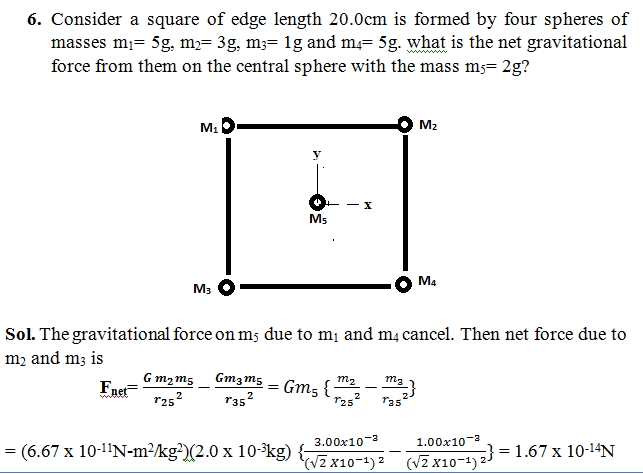 6. Consider a square of edge length 20.0cm is formed by four spheres of
masses m₁= 5g, m₂= 3g, m₃= 1g and m₄= 5g. what is the net gravitational
force from them on the central sphere with the mass m₅= 2g?
M₁ M₂
y
x
M₅
M₃ M₄
Sol. The gravitational force on m₅ due to m₁ and m₄ cancel. Then net force due to
m₂ and m₃ is
Fnet= G m₂m₅/r₂₅² − Gm₃m₅/r₃₅² = Gm₅ {m₂/r₂₅² − m₃/r₃₅²}
= (6.67 x 10⁻¹¹N-m²/kg²)(2.0 x 10⁻³kg) {3.00x10⁻³/(√2 X10⁻¹)² − 1.00x10⁻³/(√2 X10⁻¹)²} = 1.67 x 10⁻¹⁴N